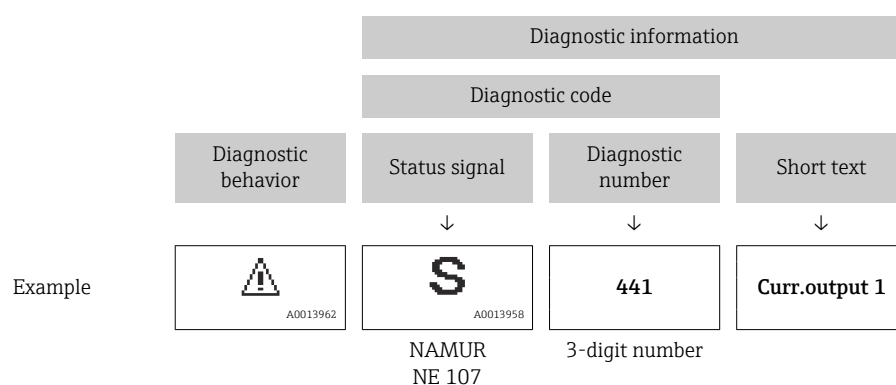 Diagnostic information
Diagnostic code
Diagnostic
behavior
Status signal
Diagnostic
number
Short text
↓ ↓ ↓
Example
A0013962
S
A0013958
441
Curr.output 1
NAMUR
NE 107
3-digit number